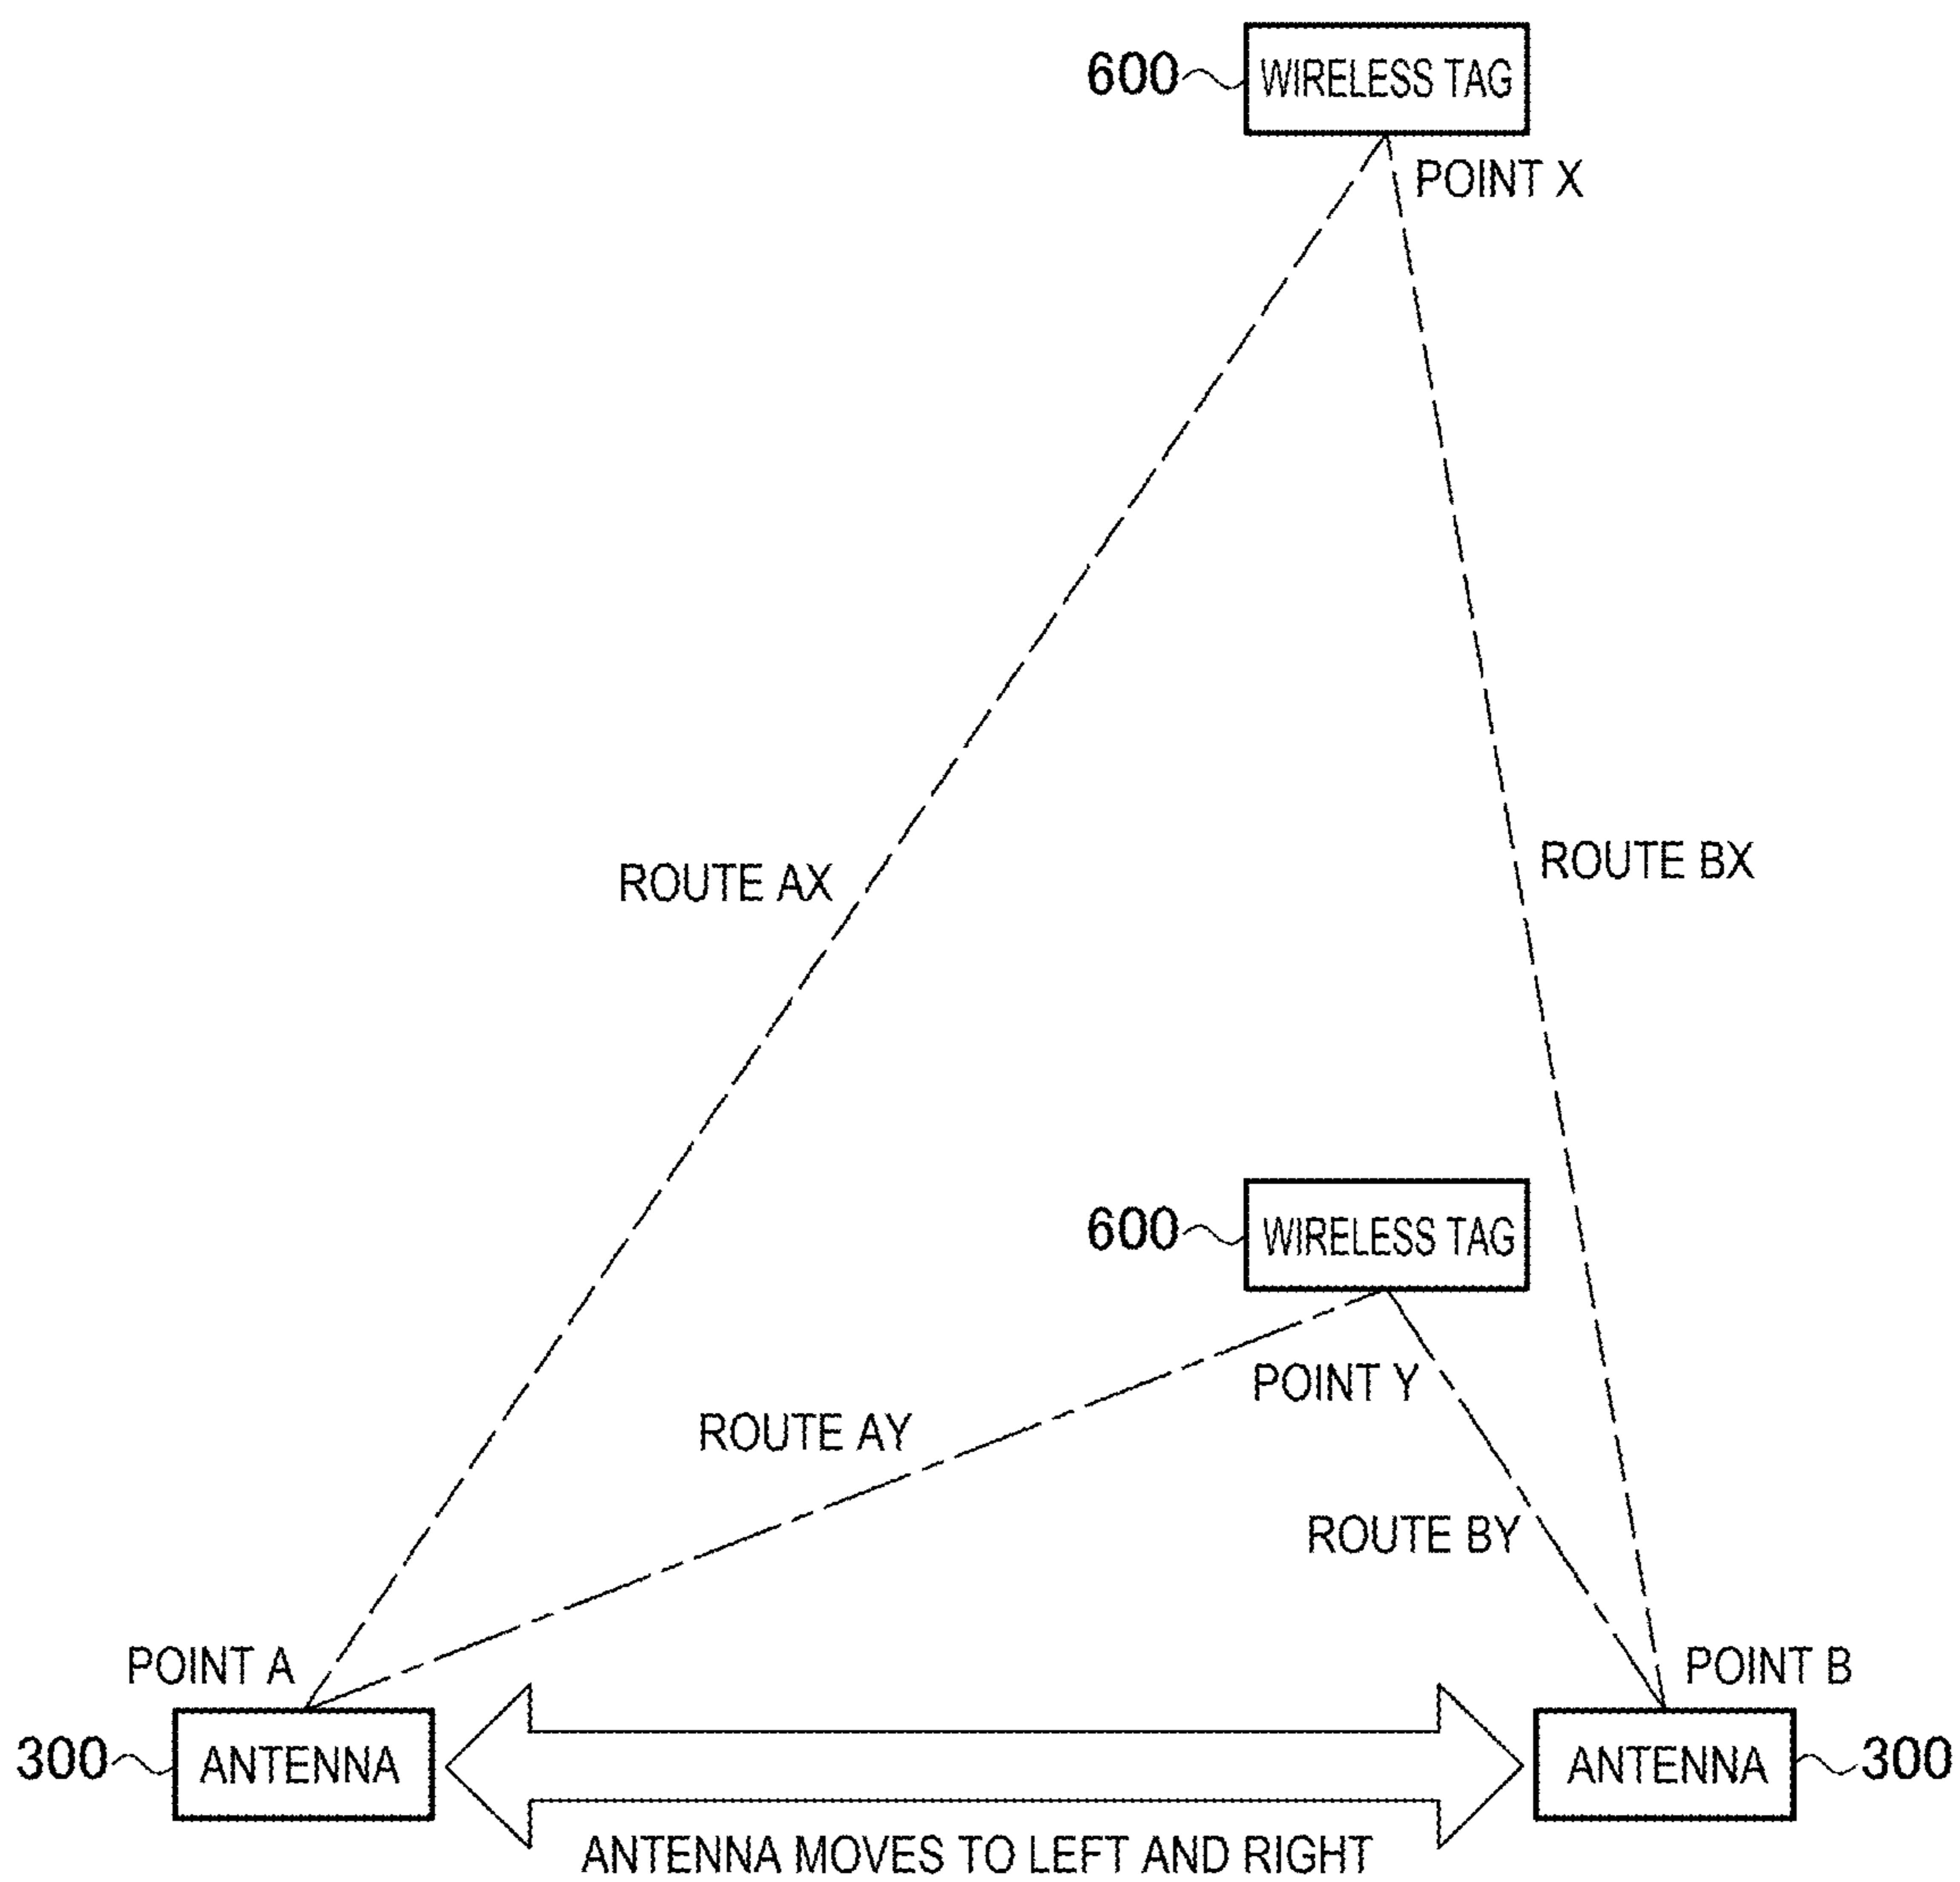 600
WIRELESS TAG
POINT X
ROUTE AX
ROUTE BX
600
WIRELESS TAG
POINT Y
ROUTE AY
ROUTE BY
POINT A
POINT B
300
ANTENNA
ANTENNA
300
ANTENNA MOVES TO LEFT AND RIGHT